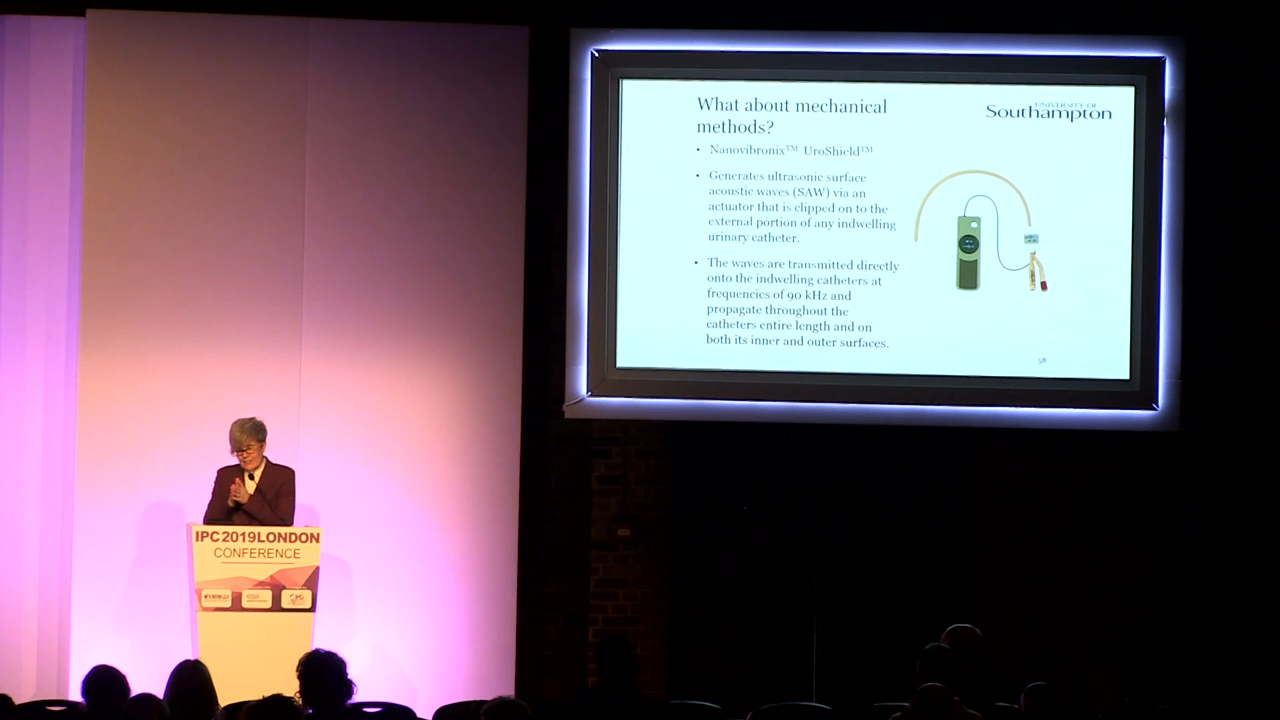 What about mechanical
methods?
UNIVERSITY OF
Southampton
• Nanovibronix™ UroShield™
• Generates ultrasonic surface
acoustic waves (SAW) via an
actuator that is clipped on to the
external portion of any indwelling
urinary catheter.
• The waves are transmitted directly
onto the indwelling catheters at
frequencies of 90 kHz and
propagate throughout the
catheters entire length and on
both its inner and outer surfaces.
58
IPC2019LONDON
CONFERENCE